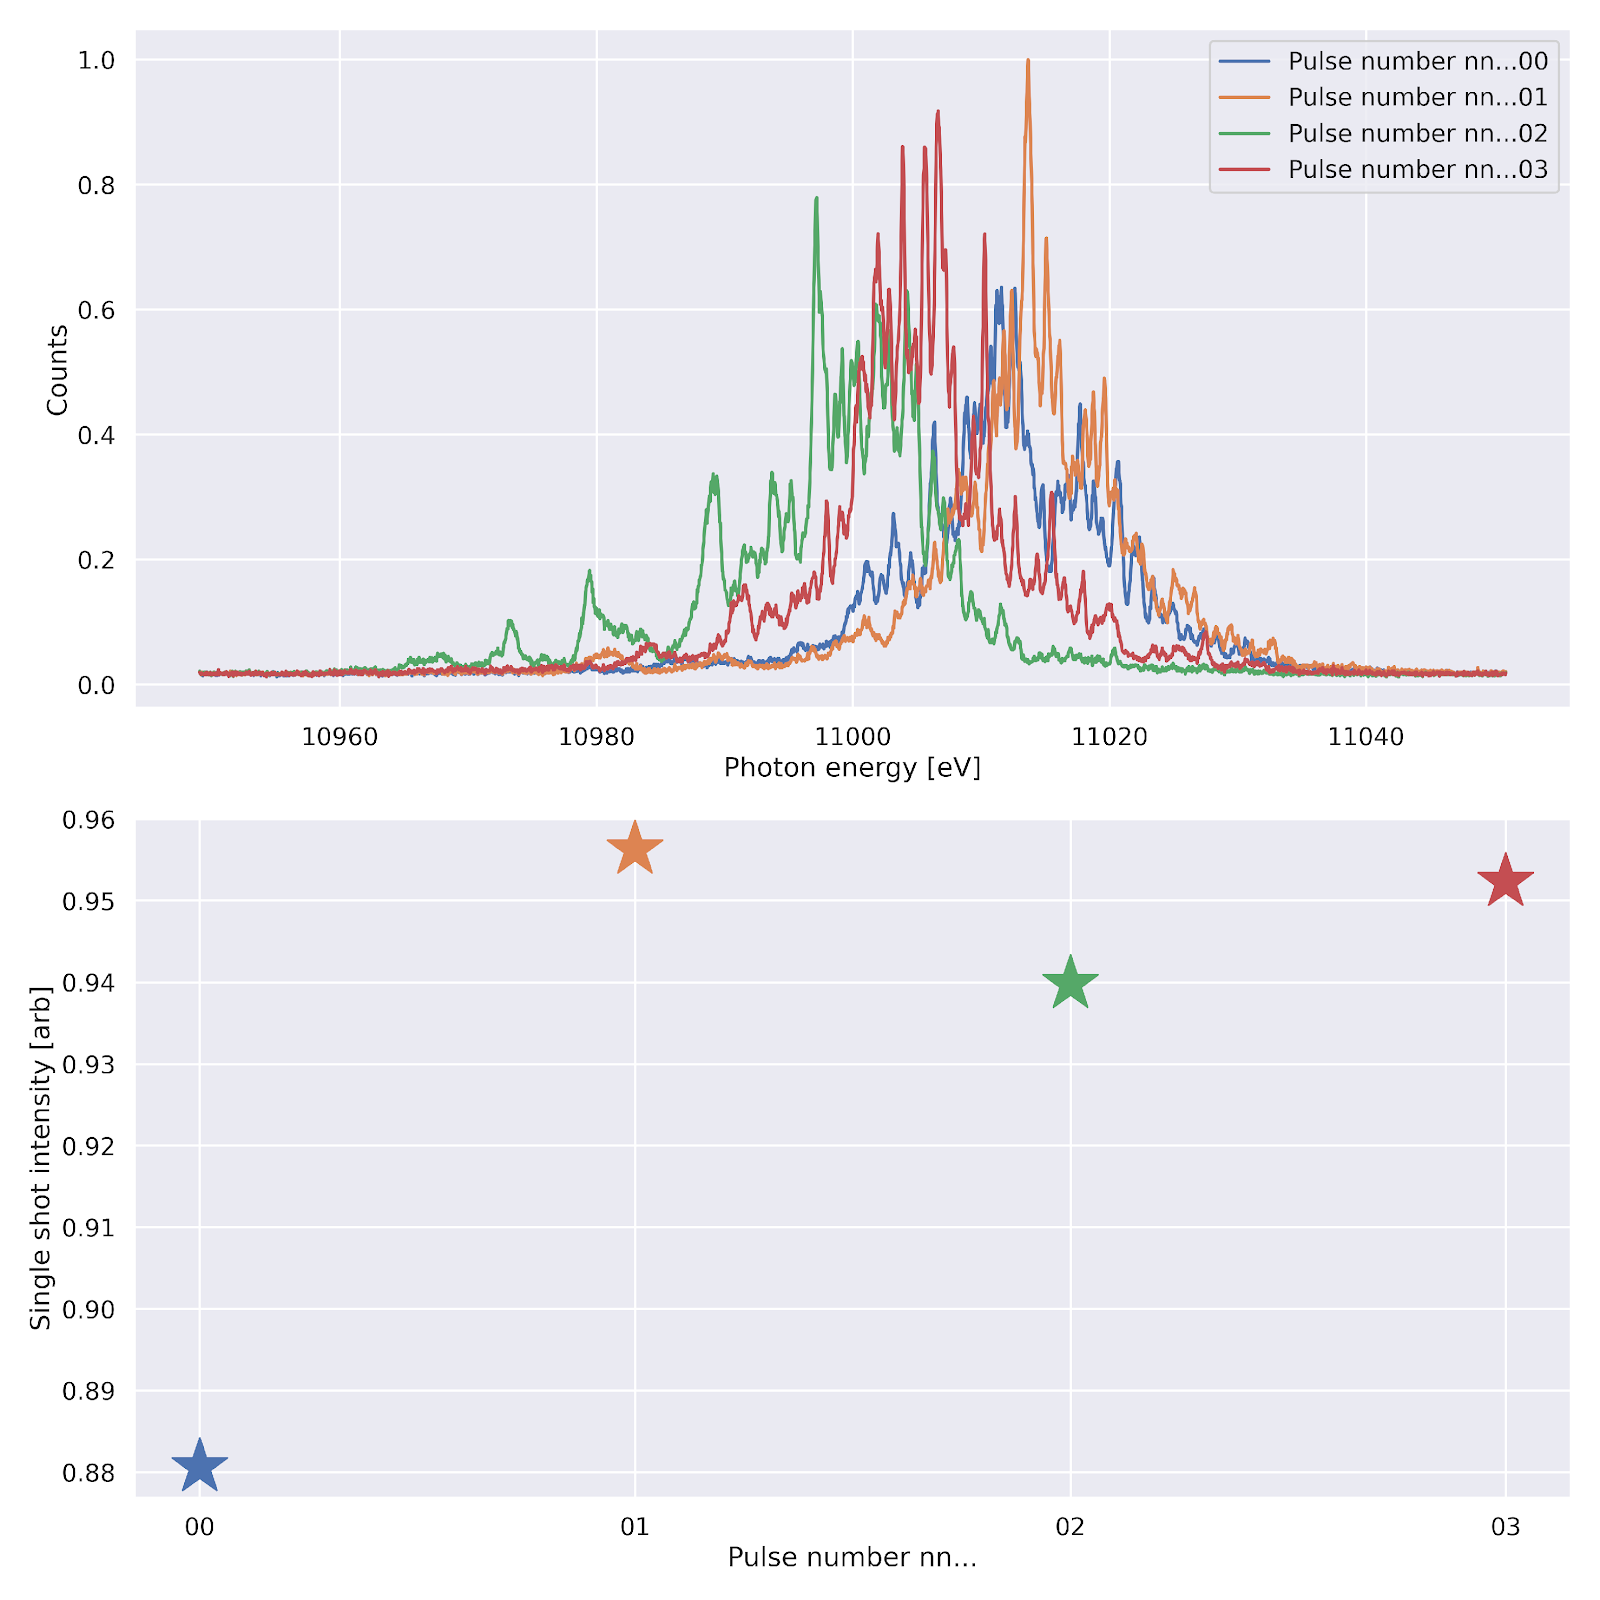 1.0
0.8
0.6
0.4
0.2
0.0
Counts
Pulse number nn...00
Pulse number nn...01
Pulse number nn...02
Pulse number nn...03
10960 10980 11000 11020 11040
Photon energy [eV]
0.96
0.95
0.94
0.93
0.92
0.91
0.90
0.89
0.88
Single shot intensity [arb]
00 01 02 03
Pulse number nn...